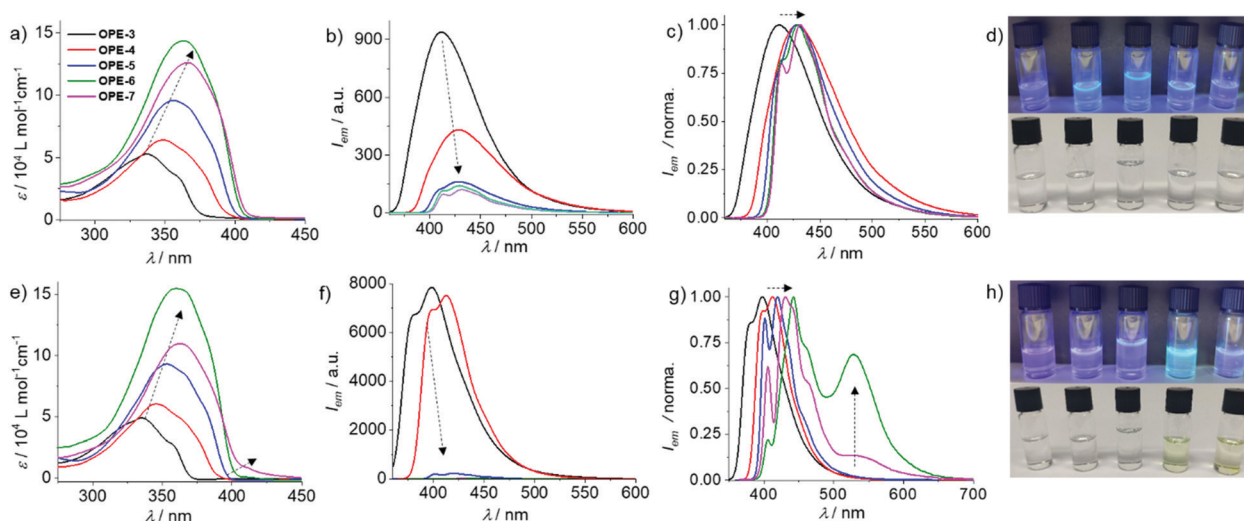 a)
OPE-3
OPE-4
OPE-5
OPE-6
OPE-7
15
10
5
0
ε / 10⁴ L mol⁻¹cm⁻¹
300 350 400 450
λ / nm
b)
900
600
300
0
I_em / a.u.
400 450 500 550 600
λ / nm
c)
1.00
0.75
0.50
0.25
0.00
I_em / norma.
400 450 500 550 600
λ / nm
d)
e)
15
10
5
0
ε / 10⁴ L mol⁻¹cm⁻¹
300 350 400 450
λ / nm
f)
8000
7000
6000
5000
4000
3000
2000
1000
0
I_em / a.u.
400 450 500 550 600
λ / nm
g)
1.00
0.75
0.50
0.25
0.00
I_em / norma.
400 500 600 700
λ / nm
h)